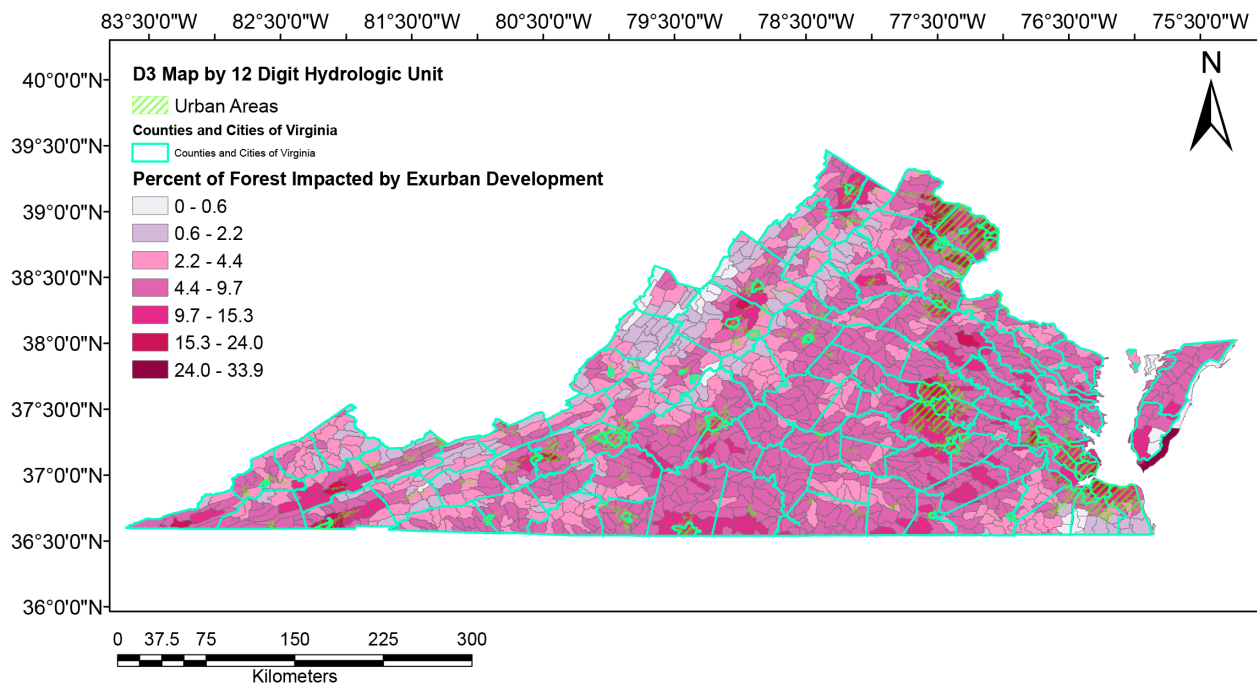 83°30'0"W 82°30'0"W 81°30'0"W 80°30'0"W 79°30'0"W 78°30'0"W 77°30'0"W 76°30'0"W 75°30'0"W
N
40°0'0"N
39°30'0"N
39°0'0"N
38°30'0"N
38°0'0"N
37°30'0"N
37°0'0"N
36°30'0"N
36°0'0"N
D3 Map by 12 Digit Hydrologic Unit
Urban Areas
Counties and Cities of Virginia
Counties and Cities of Virginia
Percent of Forest Impacted by Exurban Development
0 - 0.6
0.6 - 2.2
2.2 - 4.4
4.4 - 9.7
9.7 - 15.3
15.3 - 24.0
24.0 - 33.9
0 37.5 75 150 225 300
Kilometers